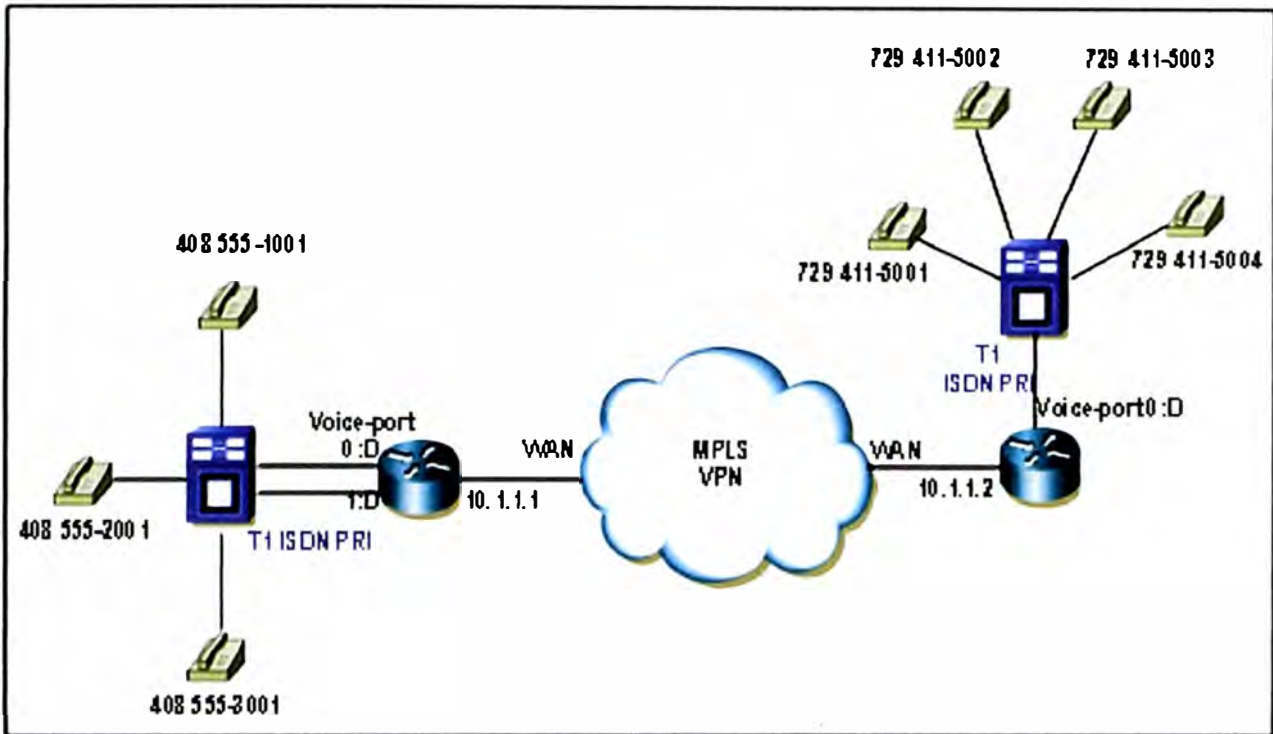 729 411-5002
729 411-5003
408 555-1001
729 411-5001
729 411-5004
T1
ISDN PRI
Voice-port
0 :D
WAN
MPLS
VPN
WAN
Voice-port0 :D
1:D
10.1.1.1
10.1.1.2
408 555-2001
T1 ISDN PRI
408 555-3001